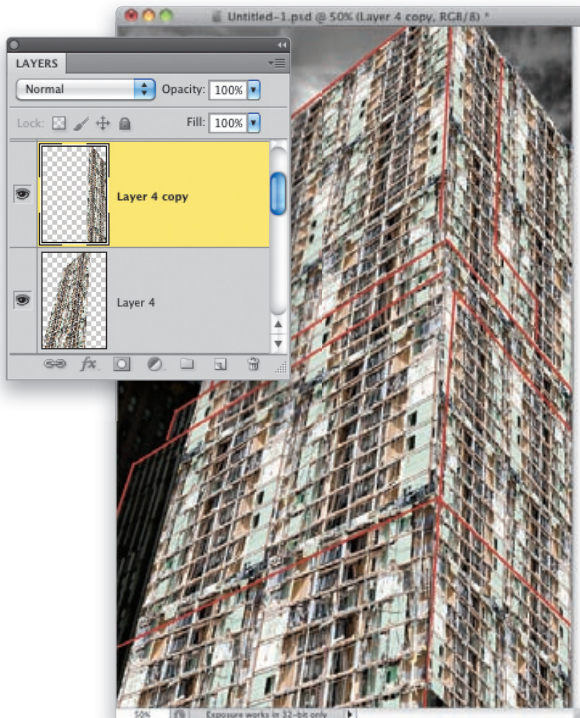 Untitled-1.psd @ 50% (Layer 4 copy, RGB/8) *
LAYERS
Normal Opacity: 100%
Lock: Fill: 100%
Layer 4 copy
Layer 4
fx
50% Exposure works in 32-bit only